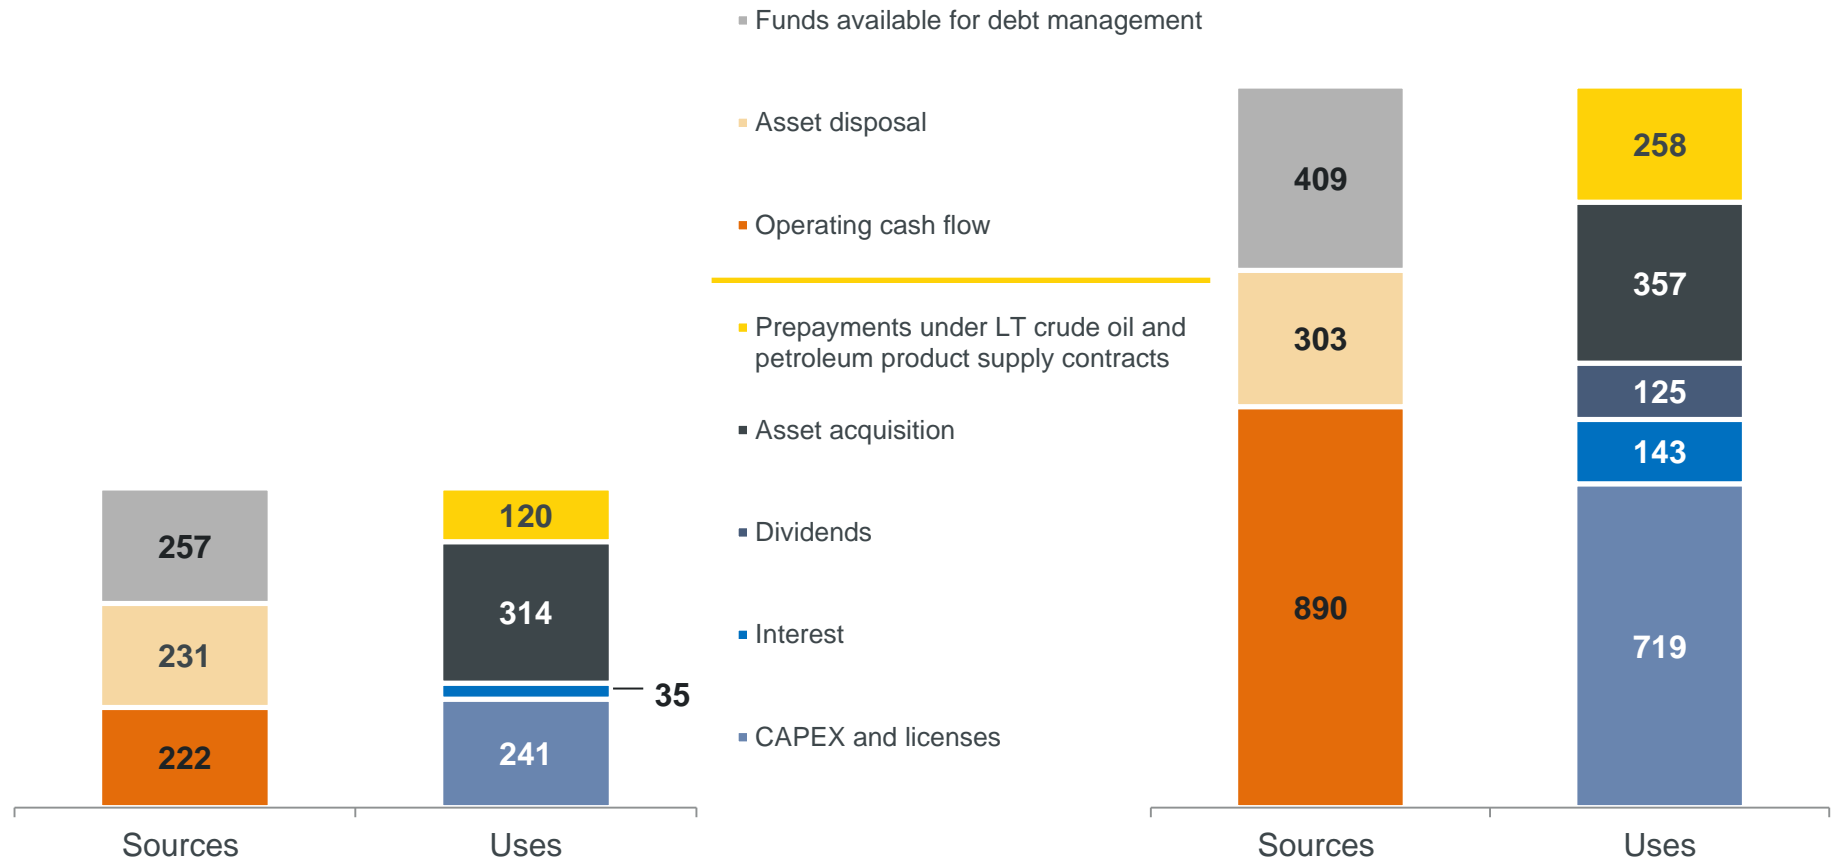 Funds available for debt management
Asset disposal
Operating cash flow
Prepayments under LT crude oil and
petroleum product supply contracts
Asset acquisition
Dividends
Interest
CAPEX and licenses
257
231
222
Sources
120
314
35
241
Uses
409
303
890
Sources
258
357
125
143
719
Uses